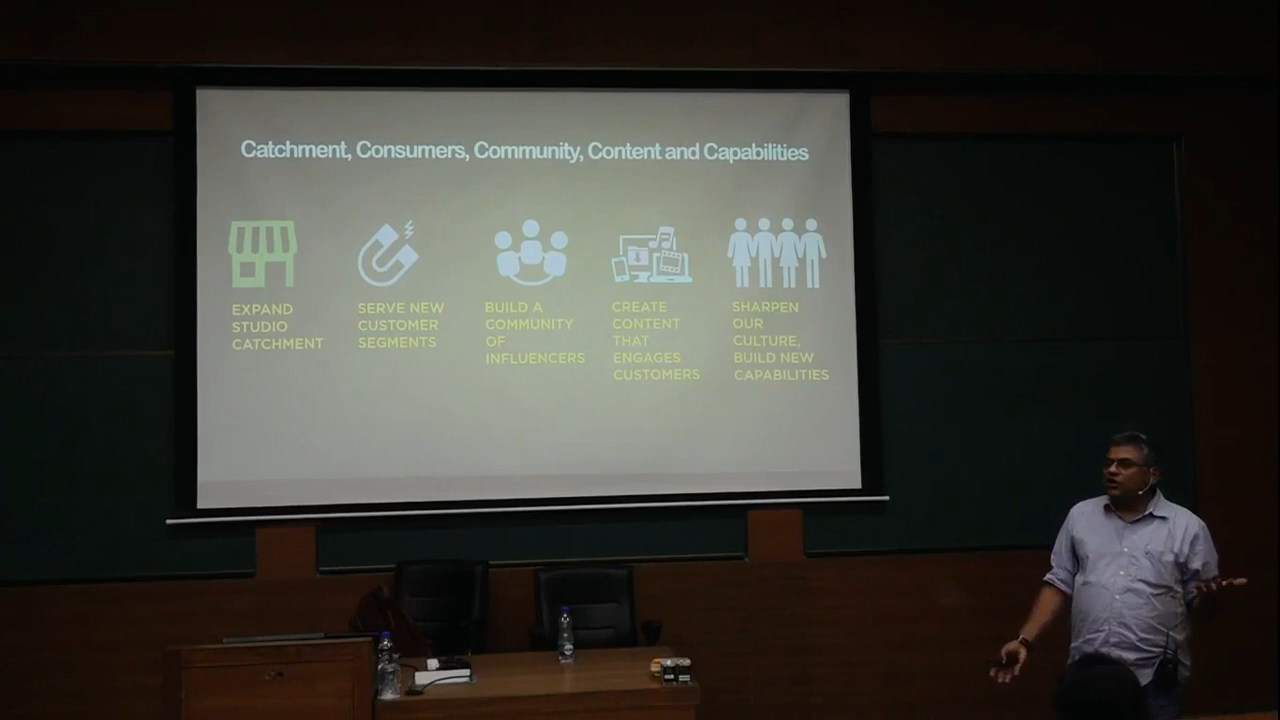 Catchment, Consumers, Community, Content and Capabilities
EXPAND
STUDIO
CATCHMENT
SERVE NEW
CUSTOMER
SEGMENTS
BUILD A
COMMUNITY
OF
INFLUENCERS
CREATE
CONTENT
THAT
ENGAGES
CUSTOMERS
SHARPEN
OUR
CULTURE,
BUILD NEW
CAPABILITIES